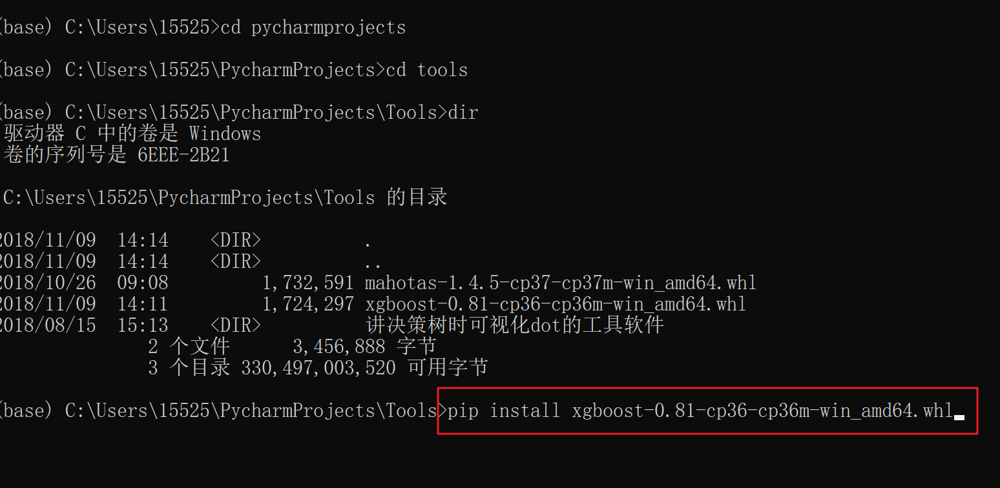 (base) C:\Users\15525>cd pycharmprojects
(base) C:\Users\15525\PycharmProjects>cd tools
(base) C:\Users\15525\PycharmProjects\Tools>dir
驱动器 C 中的卷是 Windows
卷的序列号是 6EEE-2B21
C:\Users\15525\PycharmProjects\Tools 的目录
2018/11/09  14:14    <DIR>          .
2018/11/09  14:14    <DIR>          ..
2018/10/26  09:08         1,732,591 mahotas-1.4.5-cp37-cp37m-win_amd64.whl
2018/11/09  14:11         1,724,297 xgboost-0.81-cp36-cp36m-win_amd64.whl
2018/08/15  15:13    <DIR>          讲决策树时可视化dot的工具软件
2 个文件      3,456,888 字节
3 个目录 330,497,003,520 可用字节
(base) C:\Users\15525\PycharmProjects\Tools>pip install xgboost-0.81-cp36-cp36m-win_amd64.whl